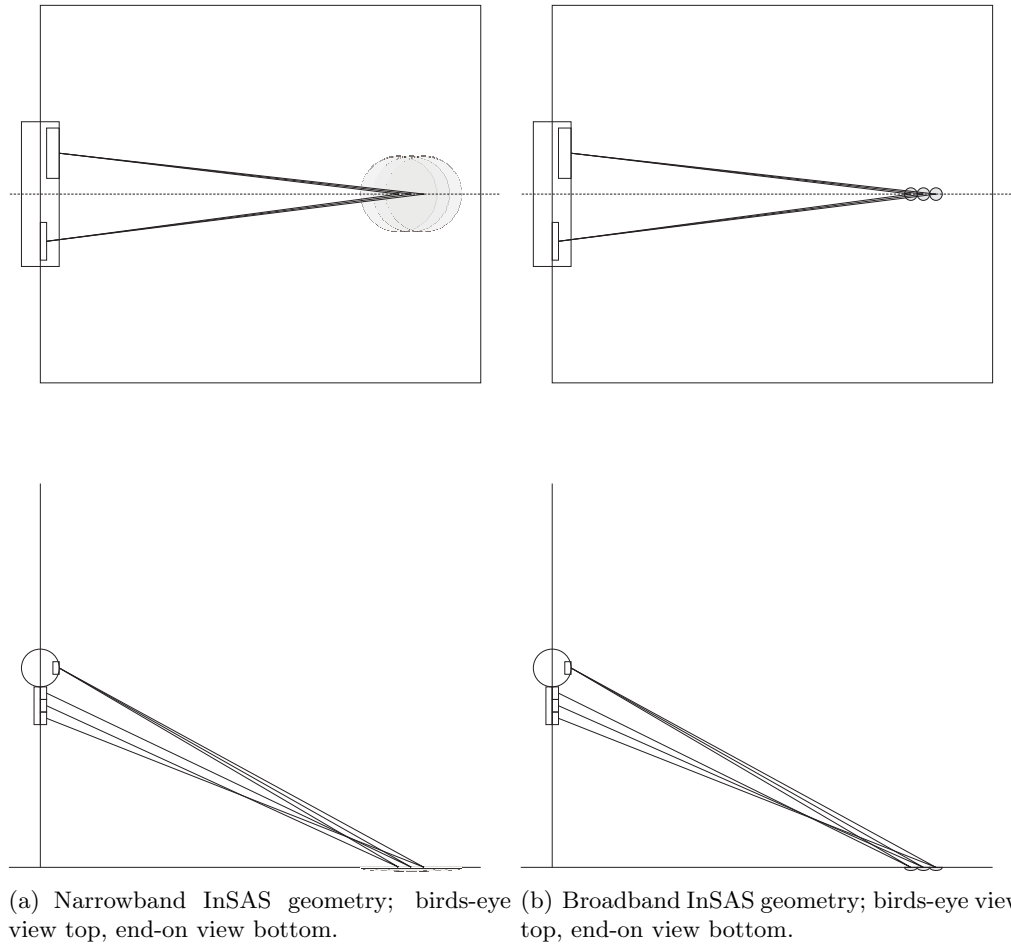 (a) Narrowband InSAS geometry; birds-eye
view top, end-on view bottom.
(b) Broadband InSAS geometry; birds-eye view
top, end-on view bottom.